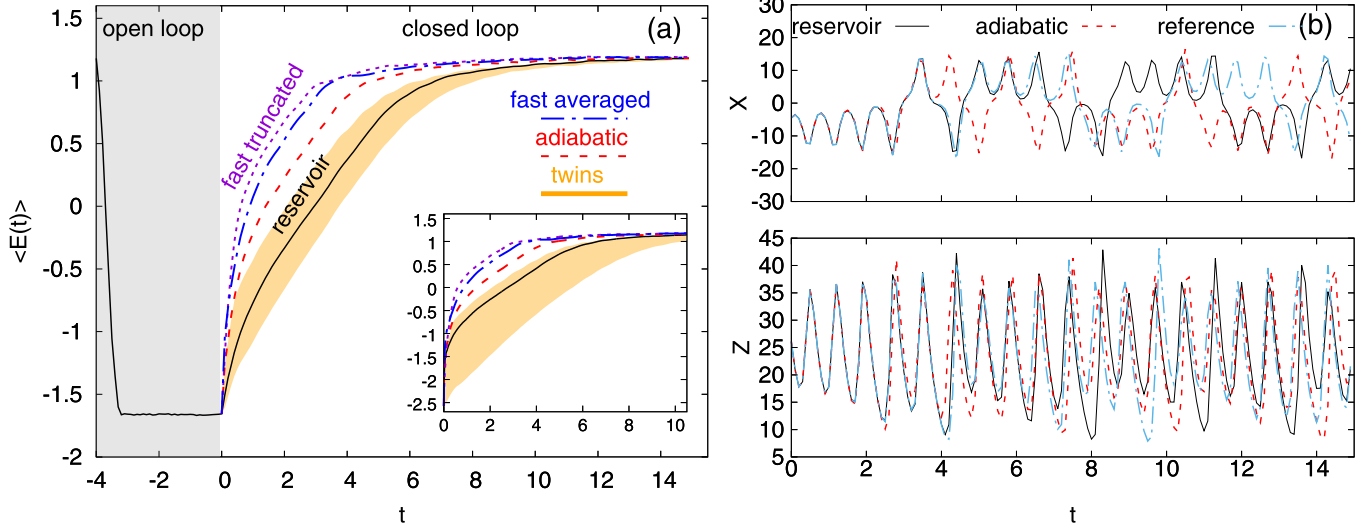 open loop
closed loop
(a)
1
0.5
0
-0.5
-1
-1.5
-2
<E(t)>
-4 -2 0 2 4 6 8 10 12 14
t
fast truncated
reservoir
fast averaged
adiabatic
twins
1.5
1
0.5
0
-0.5
-1
-1.5
-2
-2.5
0 2 4 6 8 10
reservoir adiabatic reference (b)
30
20
10
0
-10
-20
-30
X
45
40
35
30
25
20
15
10
5
Z
0 2 4 6 8 10 12 14
t